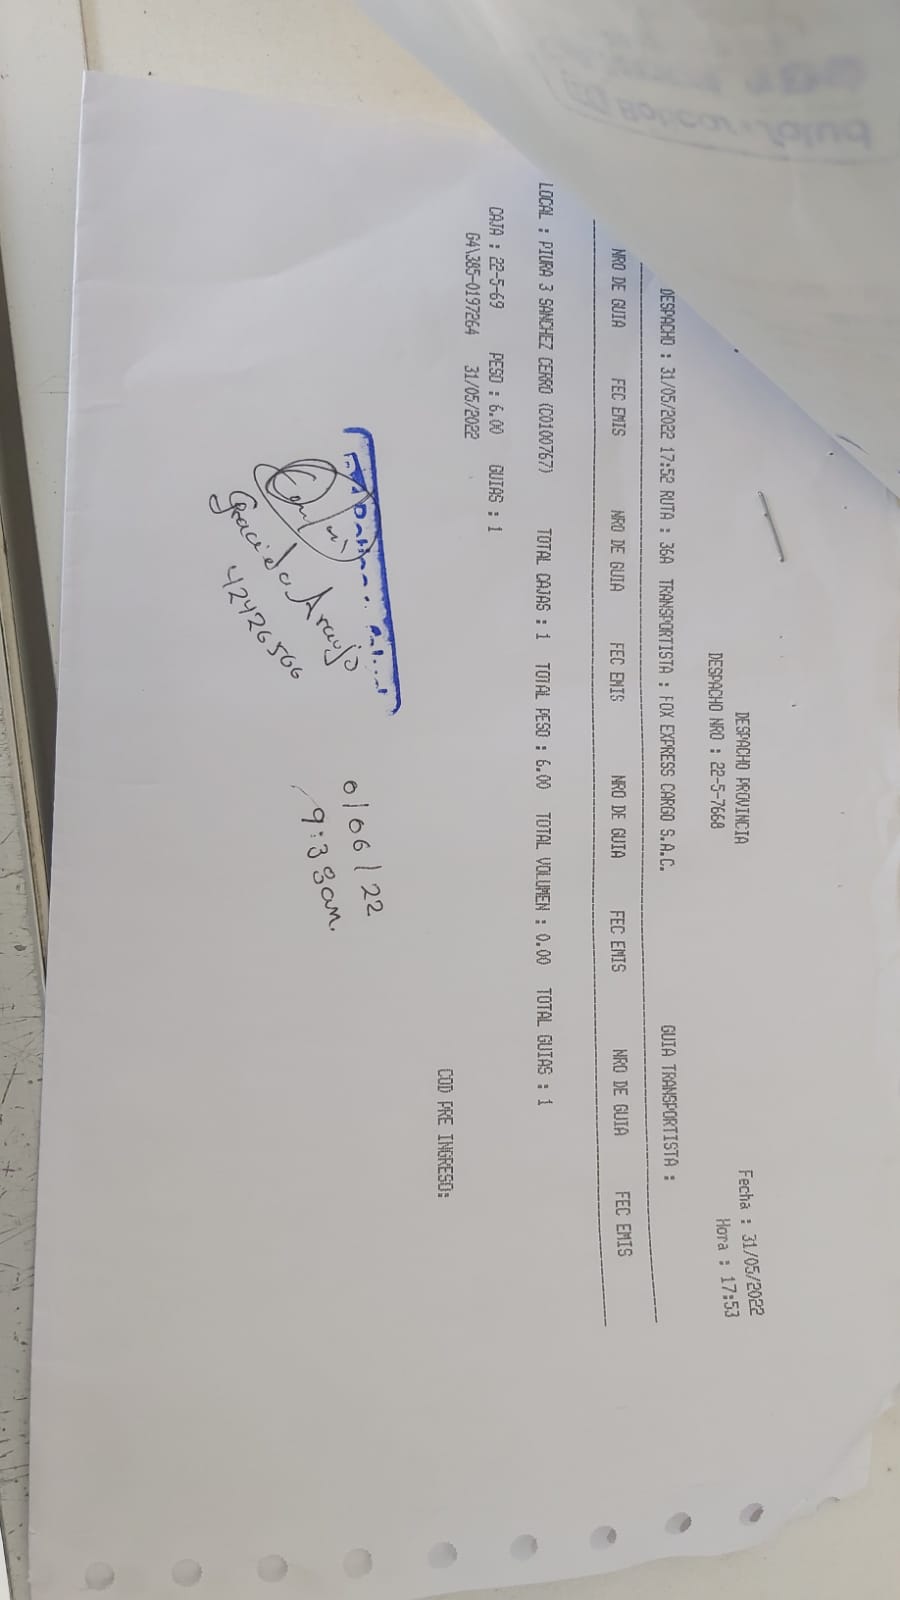 Fecha : 31/05/2022
DESPACHO PROVINCIA
Hora : 17:53
DESPACHO NRO : 22-5-7668
DESPACHO : 31/05/2022 17:52 RUTA : 36A TRANSPORTISTA : FOX EXPRESS CARGO S.A.C. GUIA TRANSPORTISTA :
NRO DE GUIA FEC EMIS NRO DE GUIA FEC EMIS NRO DE GUIA FEC EMIS NRO DE GUIA FEC EMIS
LOCAL : PIURA 3 SANCHEZ CERRO (C0100767) TOTAL CAJAS : 1 TOTAL PESO : 6.00 TOTAL VOLUMEN : 0.00 TOTAL GUIAS : 1
CAJA : 22-5-69 PESO : 6.00 GUIAS : 1
G4\385-0197264 31/05/2022
COD PRE INGRESO:
Graciela Araujo
42426566
01/06/22
9:38am.